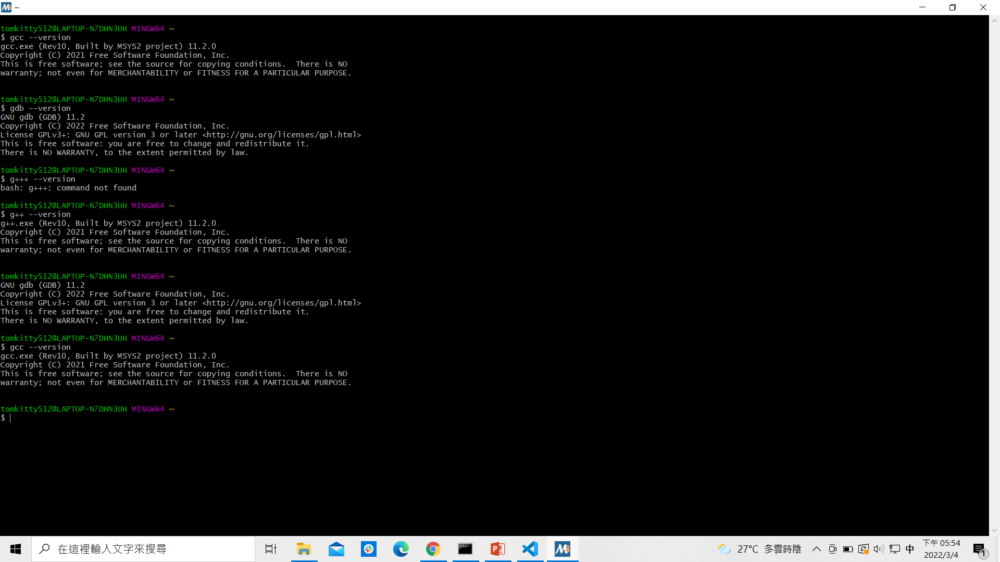 ~
tomkitty512@LAPTOP-N7DHN3UH MINGW64 ~
$ gcc --version
gcc.exe (Rev10, Built by MSYS2 project) 11.2.0
Copyright (C) 2021 Free Software Foundation, Inc.
This is free software; see the source for copying conditions.  There is NO
warranty; not even for MERCHANTABILITY or FITNESS FOR A PARTICULAR PURPOSE.
tomkitty512@LAPTOP-N7DHN3UH MINGW64 ~
$ gdb --version
GNU gdb (GDB) 11.2
Copyright (C) 2022 Free Software Foundation, Inc.
License GPLv3+: GNU GPL version 3 or later <http://gnu.org/licenses/gpl.html>
This is free software: you are free to change and redistribute it.
There is NO WARRANTY, to the extent permitted by law.
tomkitty512@LAPTOP-N7DHN3UH MINGW64 ~
$ g+++ --version
bash: g+++: command not found
tomkitty512@LAPTOP-N7DHN3UH MINGW64 ~
$ g++ --version
g++.exe (Rev10, Built by MSYS2 project) 11.2.0
Copyright (C) 2021 Free Software Foundation, Inc.
This is free software; see the source for copying conditions.  There is NO
warranty; not even for MERCHANTABILITY or FITNESS FOR A PARTICULAR PURPOSE.
tomkitty512@LAPTOP-N7DHN3UH MINGW64 ~
GNU gdb (GDB) 11.2
Copyright (C) 2022 Free Software Foundation, Inc.
License GPLv3+: GNU GPL version 3 or later <http://gnu.org/licenses/gpl.html>
This is free software: you are free to change and redistribute it.
There is NO WARRANTY, to the extent permitted by law.
tomkitty512@LAPTOP-N7DHN3UH MINGW64 ~
$ gcc --version
gcc.exe (Rev10, Built by MSYS2 project) 11.2.0
Copyright (C) 2021 Free Software Foundation, Inc.
This is free software; see the source for copying conditions.  There is NO
warranty; not even for MERCHANTABILITY or FITNESS FOR A PARTICULAR PURPOSE.
tomkitty512@LAPTOP-N7DHN3UH MINGW64 ~
$
在這裡輸入文字來搜尋
27°C 多雲時陰
中
下午 05:54
2022/3/4
1